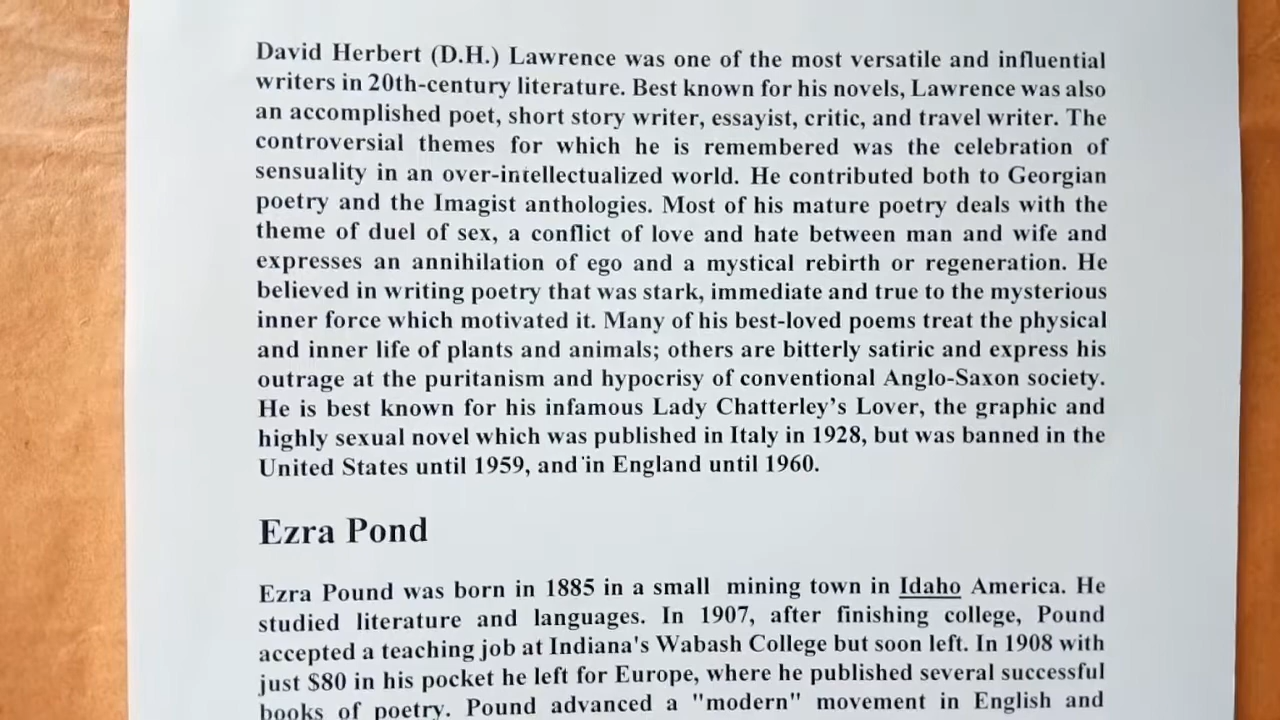 David Herbert (D.H.) Lawrence was one of the most versatile and influential
writers in 20th-century literature. Best known for his novels, Lawrence was also
an accomplished poet, short story writer, essayist, critic, and travel writer. The
controversial themes for which he is remembered was the celebration of
sensuality in an over-intellectualized world. He contributed both to Georgian
poetry and the Imagist anthologies. Most of his mature poetry deals with the
theme of duel of sex, a conflict of love and hate between man and wife and
expresses an annihilation of ego and a mystical rebirth or regeneration. He
believed in writing poetry that was stark, immediate and true to the mysterious
inner force which motivated it. Many of his best-loved poems treat the physical
and inner life of plants and animals; others are bitterly satiric and express his
outrage at the puritanism and hypocrisy of conventional Anglo-Saxon society.
He is best known for his infamous Lady Chatterley's Lover, the graphic and
highly sexual novel which was published in Italy in 1928, but was banned in the
United States until 1959, and in England until 1960.
Ezra Pond
Ezra Pound was born in 1885 in a small mining town in Idaho America. He
studied literature and languages. In 1907, after finishing college, Pound
accepted a teaching job at Indiana's Wabash College but soon left. In 1908 with
just $80 in his pocket he left for Europe, where he published several successful
books of poetry. Pound advanced a "modern" movement in English and